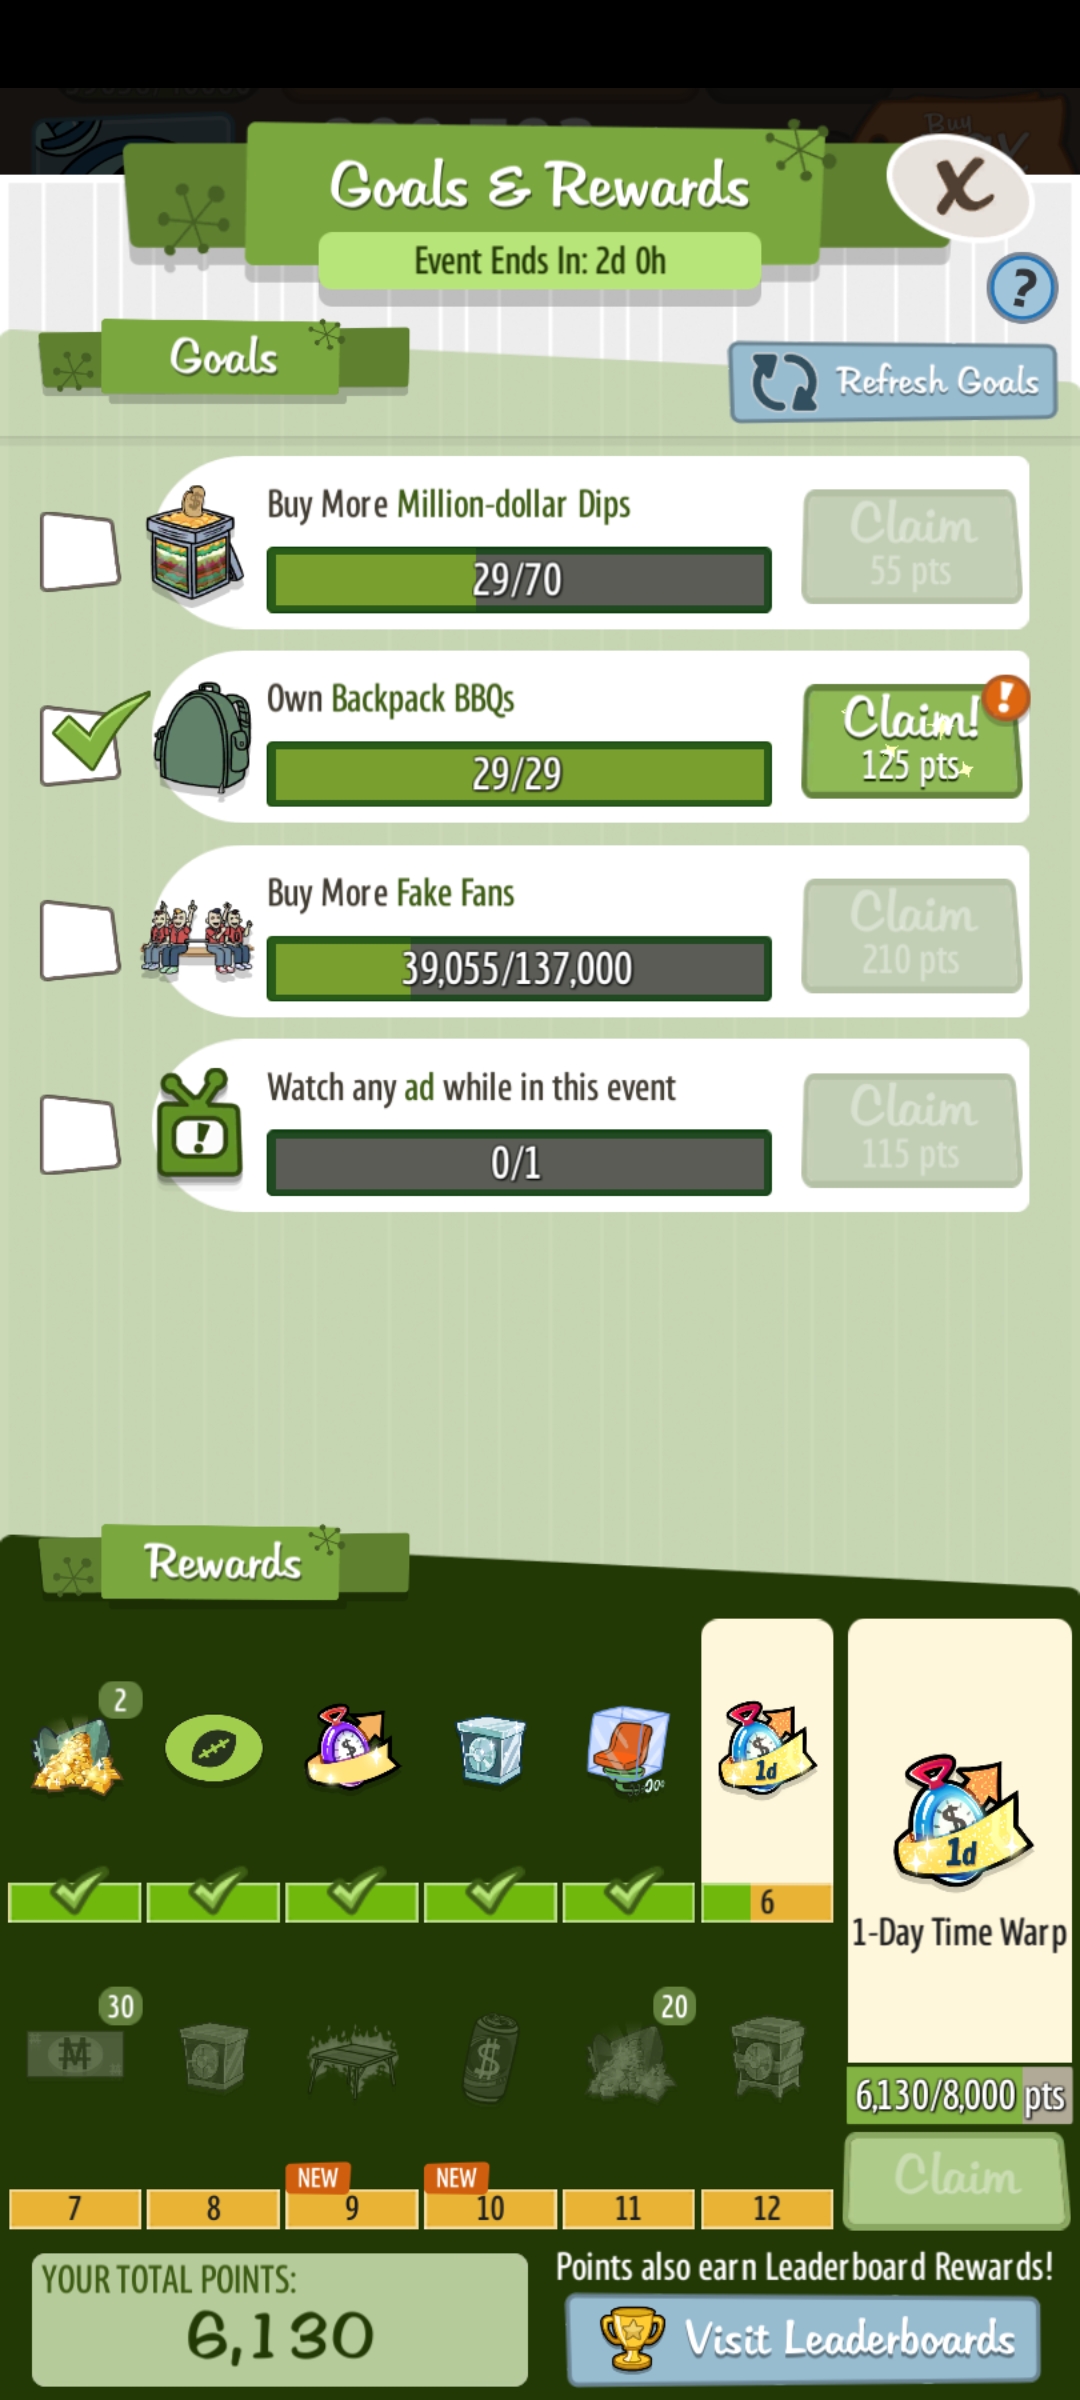 Buy
Goals & Rewards
X
Event Ends In: 2d 0h
?
Goals
Refresh Goals
Buy More Million-dollar Dips
29/70
Claim
55 pts
Own Backpack BBQs
29/29
Claim!
125 pts
!
Buy More Fake Fans
39,055/137,000
Claim
210 pts
Watch any ad while in this event
0/1
Claim
115 pts
Rewards
2
1d
6
1d
1-Day Time Warp
30
20
6,130/8,000 pts
Claim
NEW
NEW
7
8
9
10
11
12
YOUR TOTAL POINTS:
6,130
Points also earn Leaderboard Rewards!
Visit Leaderboards